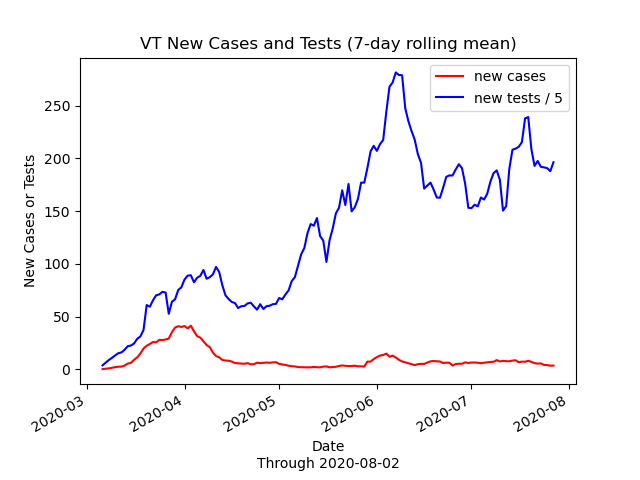 VT New Cases and Tests (7-day rolling mean)
new cases
new tests / 5
New Cases or Tests
250
200
150
100
50
0
2020-03
2020-04
2020-05
2020-06
2020-07
2020-08
Date
Through 2020-08-02